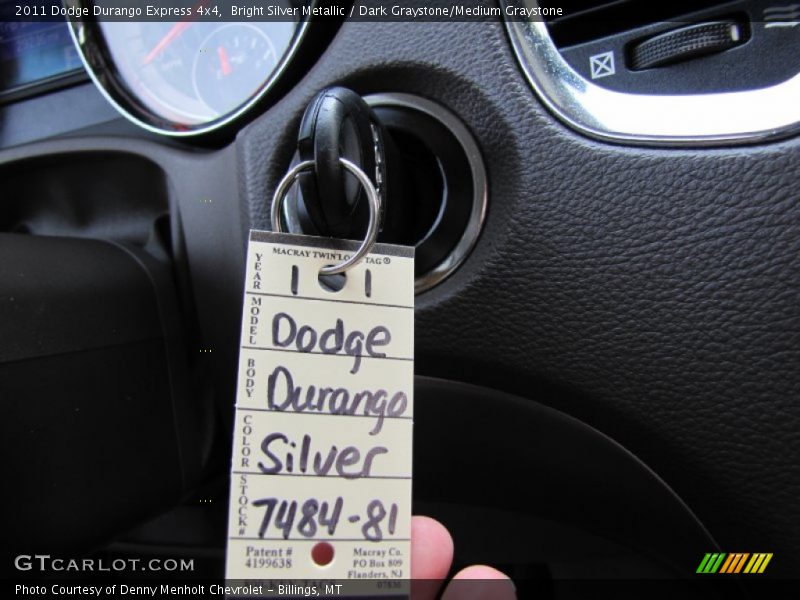 2011 Dodge Durango Express 4x4, Bright Silver Metallic / Dark Graystone/Medium Graystone
MACRAY TWIN LOCK TAG®
YEAR 11
MODEL Dodge
BODY Durango
COLOR Silver
STOCK# 7484-81
Patent #
4199638
Macray Co.
PO Box 809
Flanders, NJ
07836
GTCARLOT.COM
Photo Courtesy of Denny Menholt Chevrolet - Billings, MT